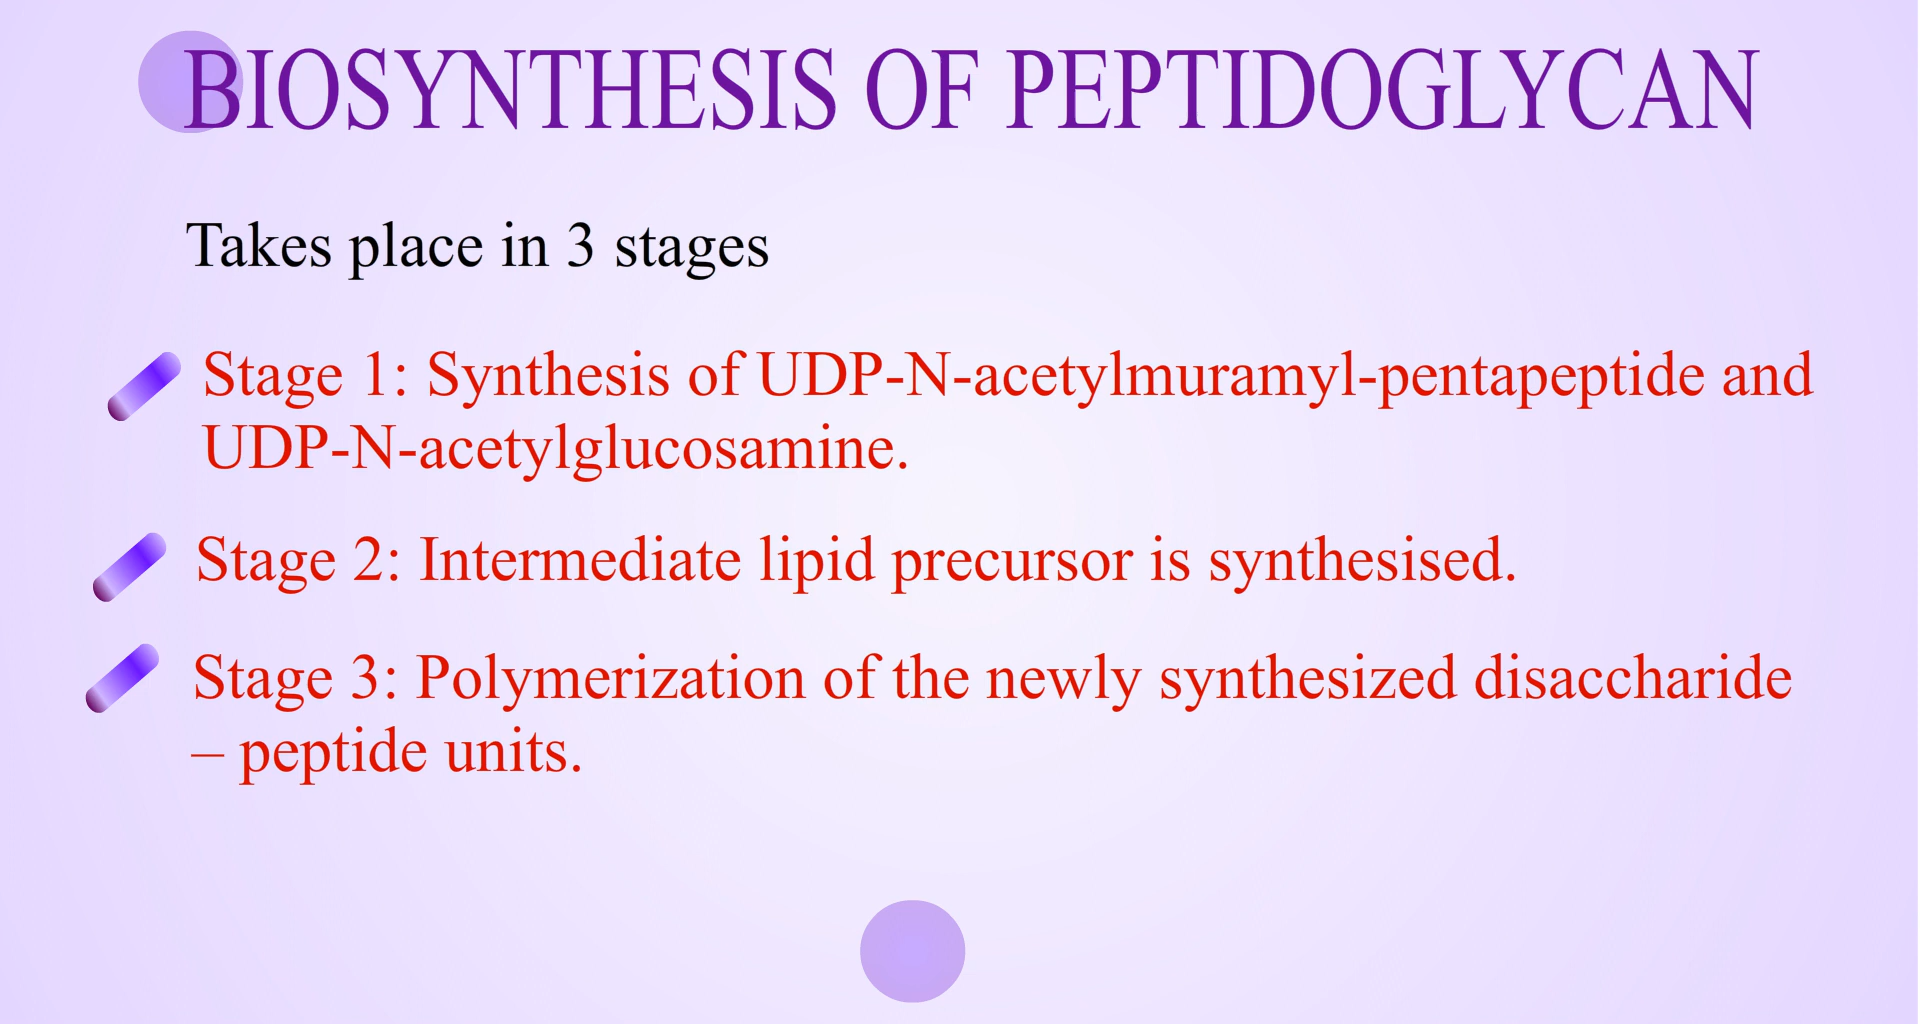 BIOSYNTHESIS OF PEPTIDOGLYCAN
Takes place in 3 stages
Stage 1: Synthesis of UDP-N-acetylmuramyl-pentapeptide and
UDP-N-acetylglucosamine.
Stage 2: Intermediate lipid precursor is synthesised.
Stage 3: Polymerization of the newly synthesized disaccharide
– peptide units.